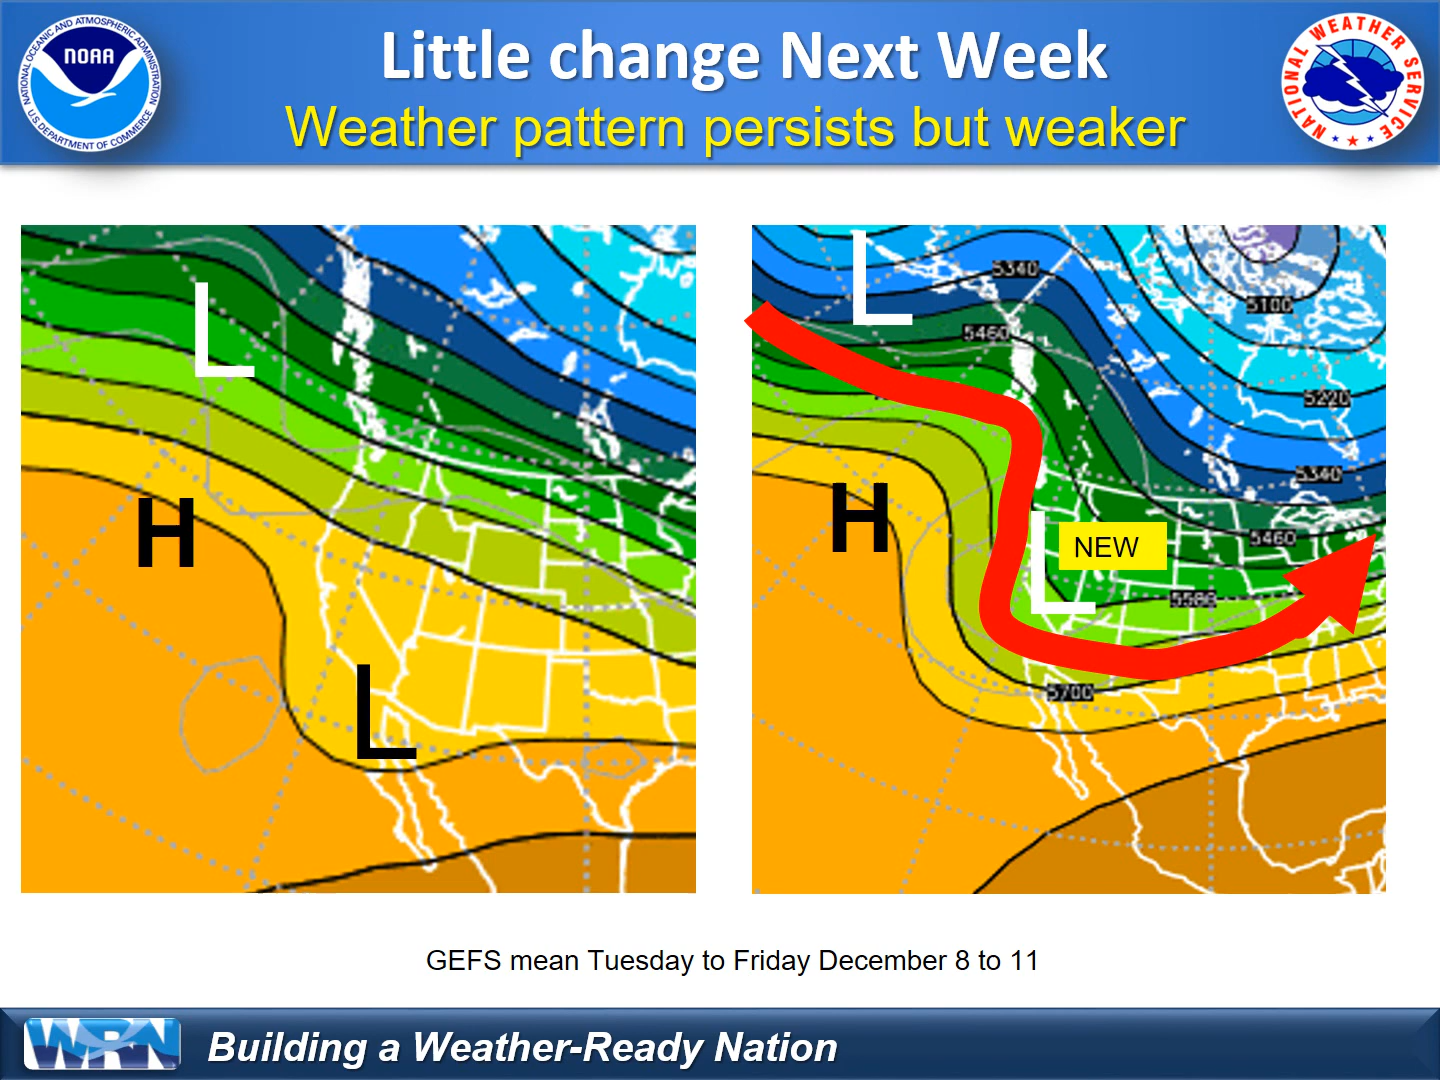 NATIONAL OCEANIC AND ATMOSPHERIC ADMINISTRATION
NOAA
U.S. DEPARTMENT OF COMMERCE
Little change Next Week
Weather pattern persists but weaker
NATIONAL WEATHER SERVICE
L
H
L
L
5340
5100
5460
5220
5340
H
NEW
L
5460
5580
5700
GEFS mean Tuesday to Friday December 8 to 11
WRN
Building a Weather-Ready Nation